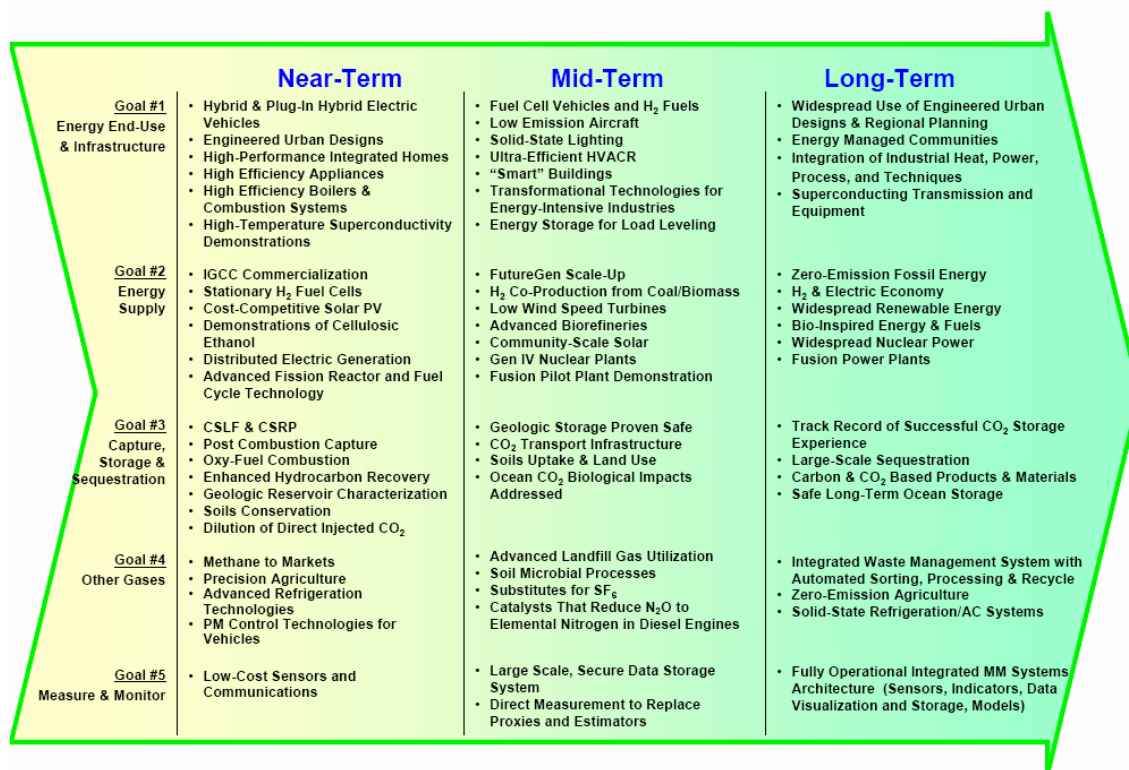 Near-Term
Mid-Term
Long-Term
Goal #1
Energy End-Use
& Infrastructure
• Hybrid & Plug-In Hybrid Electric
Vehicles
• Engineered Urban Designs
• High-Performance Integrated Homes
• High Efficiency Appliances
• High Efficiency Boilers &
Combustion Systems
• High-Temperature Superconductivity
Demonstrations
• Fuel Cell Vehicles and H₂ Fuels
• Low Emission Aircraft
• Solid-State Lighting
• Ultra-Efficient HVACR
• “Smart” Buildings
• Transformational Technologies for
Energy-Intensive Industries
• Energy Storage for Load Leveling
• Widespread Use of Engineered Urban
Designs & Regional Planning
• Energy Managed Communities
• Integration of Industrial Heat, Power,
Process, and Techniques
• Superconducting Transmission and
Equipment
Goal #2
Energy
Supply
• IGCC Commercialization
• Stationary H₂ Fuel Cells
• Cost-Competitive Solar PV
• Demonstrations of Cellulosic
Ethanol
• Distributed Electric Generation
• Advanced Fission Reactor and Fuel
Cycle Technology
• FutureGen Scale-Up
• H₂ Co-Production from Coal/Biomass
• Low Wind Speed Turbines
• Advanced Biorefineries
• Community-Scale Solar
• Gen IV Nuclear Plants
• Fusion Pilot Plant Demonstration
• Zero-Emission Fossil Energy
• H₂ & Electric Economy
• Widespread Renewable Energy
• Bio-Inspired Energy & Fuels
• Widespread Nuclear Power
• Fusion Power Plants
Goal #3
Capture,
Storage &
Sequestration
• CSLF & CSRP
• Post Combustion Capture
• Oxy-Fuel Combustion
• Enhanced Hydrocarbon Recovery
• Geologic Reservoir Characterization
• Soils Conservation
• Dilution of Direct Injected CO₂
• Geologic Storage Proven Safe
• CO₂ Transport Infrastructure
• Soils Uptake & Land Use
• Ocean CO₂ Biological Impacts
Addressed
• Track Record of Successful CO₂ Storage
Experience
• Large-Scale Sequestration
• Carbon & CO₂ Based Products & Materials
• Safe Long-Term Ocean Storage
Goal #4
Other Gases
• Methane to Markets
• Precision Agriculture
• Advanced Refrigeration
Technologies
• PM Control Technologies for
Vehicles
• Advanced Landfill Gas Utilization
• Soil Microbial Processes
• Substitutes for SF₆
• Catalysts That Reduce N₂O to
Elemental Nitrogen in Diesel Engines
• Integrated Waste Management System with
Automated Sorting, Processing & Recycle
• Zero-Emission Agriculture
• Solid-State Refrigeration/AC Systems
Goal #5
Measure & Monitor
• Low-Cost Sensors and
Communications
• Large Scale, Secure Data Storage
System
• Direct Measurement to Replace
Proxies and Estimators
• Fully Operational Integrated MM Systems
Architecture (Sensors, Indicators, Data
Visualization and Storage, Models)